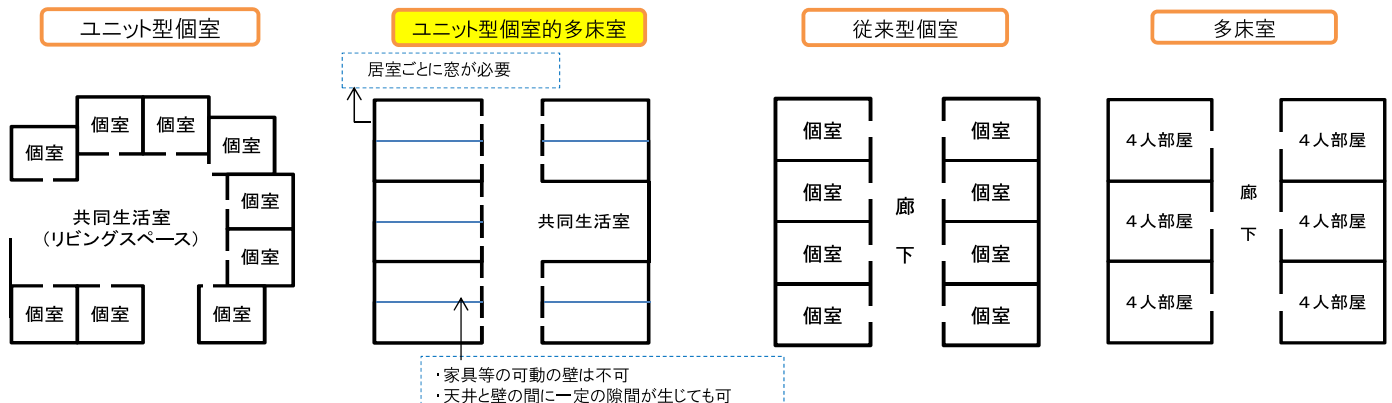 ユニット型個室
ユニット型個室的多床室
従来型個室
多床室
居室ごとに窓が必要
個室
個室
個室
個室
個室
個室
個室
個室
個室
共同生活室
(リビングスペース)
共同生活室
・家具等の可動の壁は不可
・天井と壁の間に一定の隙間が生じても可
個室
個室
個室
個室
個室
個室
個室
個室
廊
下
4人部屋
4人部屋
4人部屋
4人部屋
4人部屋
4人部屋
廊
下